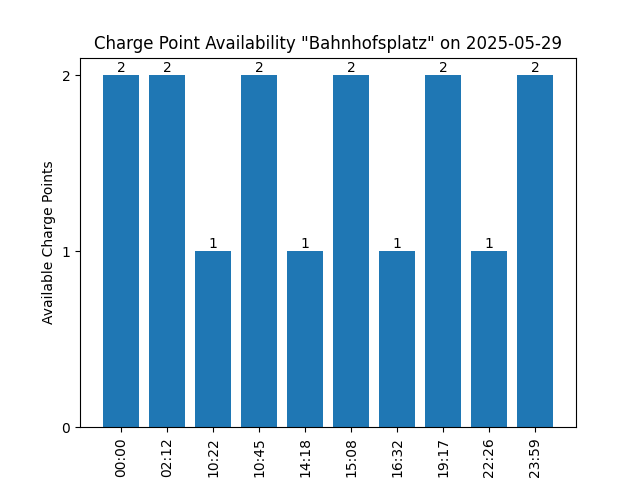 Charge Point Availability "Bahnhofsplatz" on 2025-05-29
2 2 1 2 1 2 1 2 1 2
Available Charge Points
2
1
0
00:00 02:12 10:22 10:45 14:18 15:08 16:32 19:17 22:26 23:59